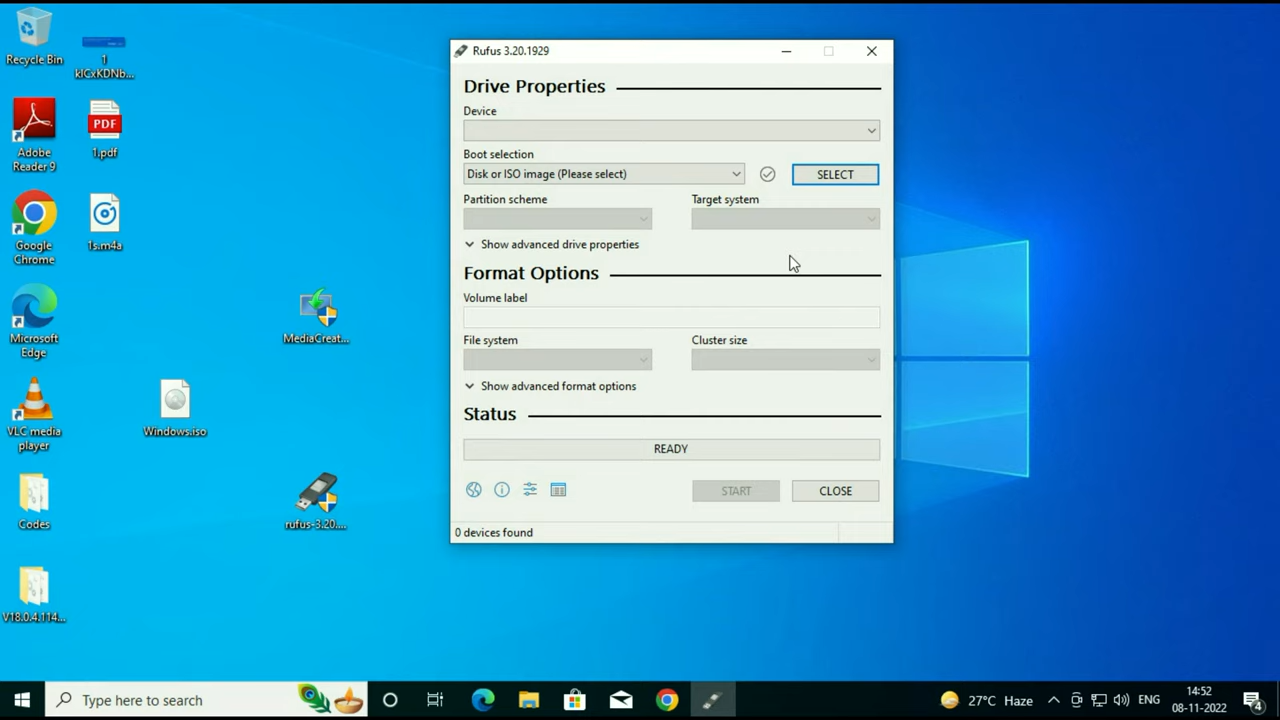 Recycle Bin
1
klCxKDNb...
Adobe
Reader 9
PDF
1.pdf
Google
Chrome
1s.m4a
Microsoft
Edge
MediaCreat...
VLC media
player
Windows.iso
Codes
rufus-3.20....
V18.0.4.114...
Rufus 3.20.1929
Drive Properties
Device
Boot selection
Disk or ISO image (Please select)
SELECT
Partition scheme
Target system
Show advanced drive properties
Format Options
Volume label
File system
Cluster size
Show advanced format options
Status
READY
START
CLOSE
0 devices found
Type here to search
27°C Haze
ENG
14:52
08-11-2022
4